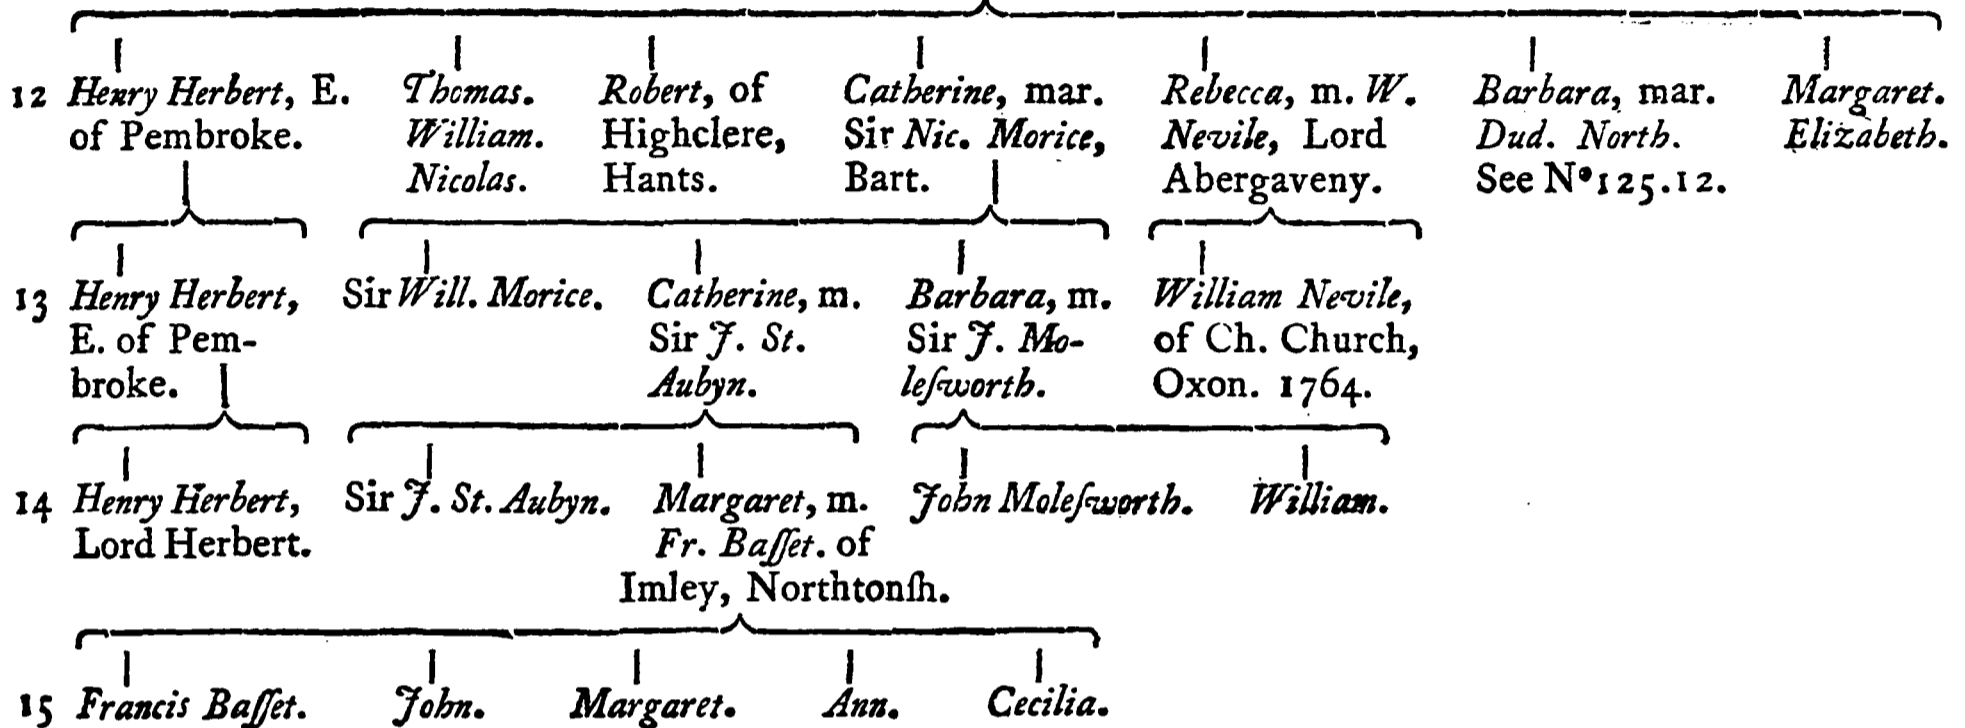 12 Henry Herbert, E. of Pembroke.
Thomas.
William.
Nicolas.
Robert, of
Highclere,
Hants.
Catherine, mar.
Sir Nic. Morice,
Bart.
Rebecca, m. W.
Nevile, Lord
Abergaveny.
Barbara, mar.
Dud. North.
See No 125.12.
Margaret.
Elizabeth.
13 Henry Herbert,
E. of Pem-
broke.
Sir Will. Morice.
Catherine, m.
Sir J. St.
Aubyn.
Barbara, m.
Sir J. Mo-
leſworth.
William Nevile,
of Ch. Church,
Oxon. 1764.
14 Henry Herbert,
Lord Herbert.
Sir J. St. Aubyn.
Margaret, m.
Fr. Baſſet. of
Imley, Northtonſh.
John Moleſworth.
William.
15 Francis Baſſet.
John.
Margaret.
Ann.
Cecilia.